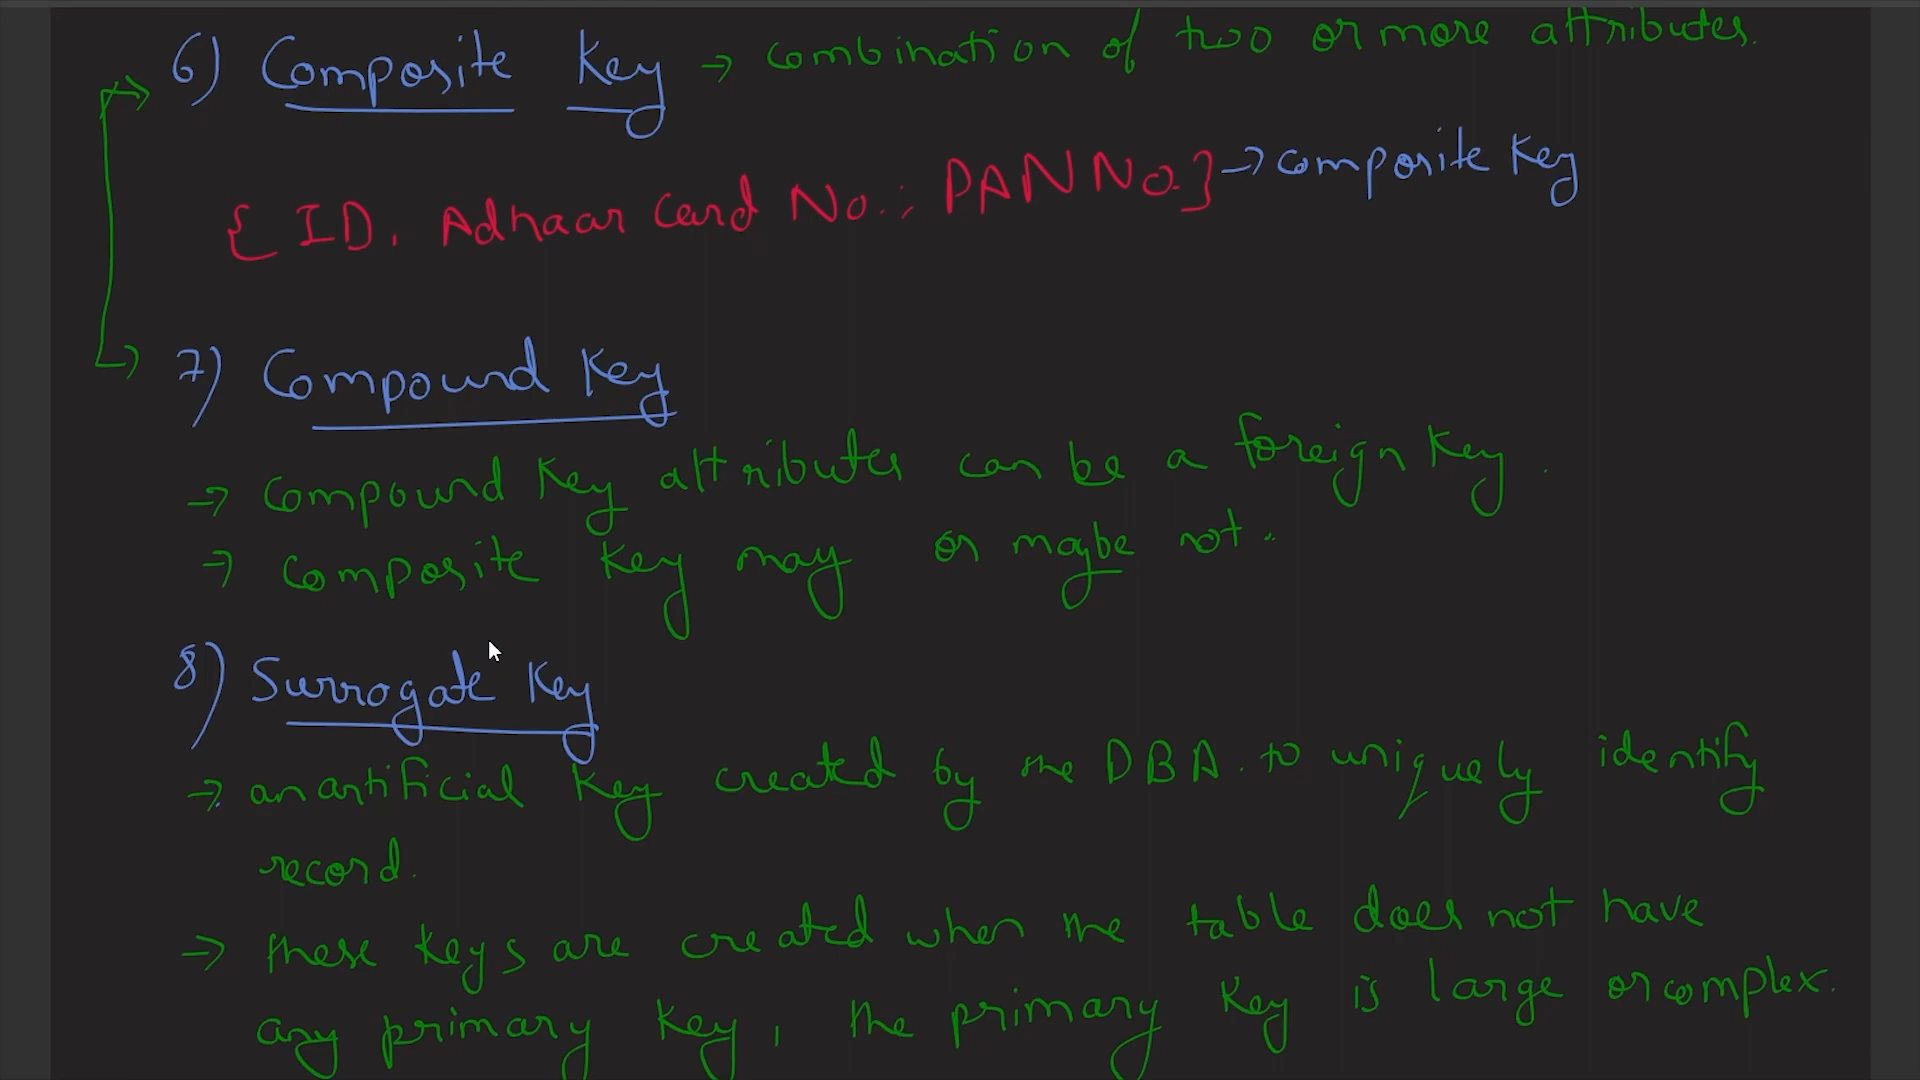 6) Composite Key → combination of two or more attributes.
{ ID, Adhaar Card No., PAN No.} → composite key
7) Compound Key
→ compound key attributes can be a foreign key.
→ composite key may or maybe not.
8) Surrogate Key
→ an artificial key created by the DBA. to uniquely identify
record.
→ these keys are created when the table does not have
any primary key, the primary key is large or complex.